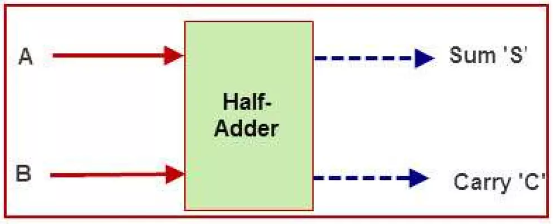 A
Sum 'S'
Half-
Adder
B
Carry 'C'